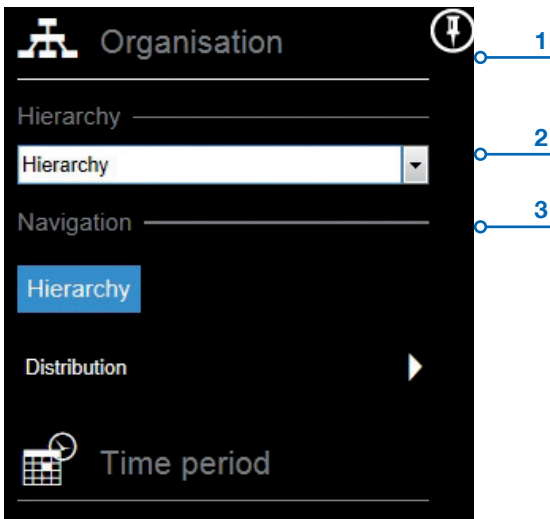 Organisation
1
Hierarchy
Hierarchy
2
Navigation
3
Hierarchy
Distribution
Time period